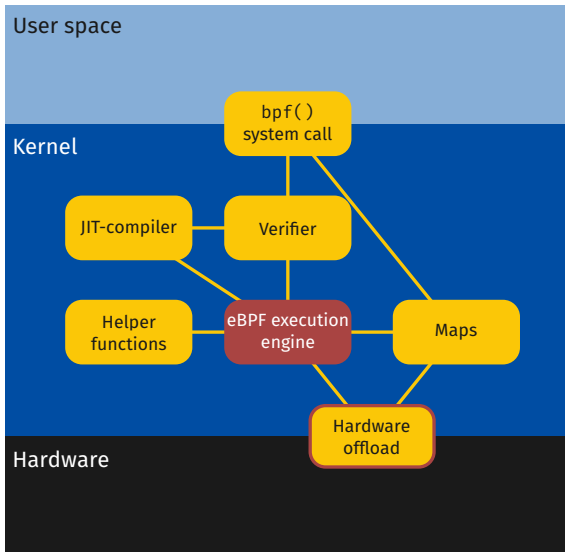 User space
bpf()
system call
Kernel
JIT-compiler
Verifier
Helper
functions
eBPF execution
engine
Maps
Hardware
offload
Hardware